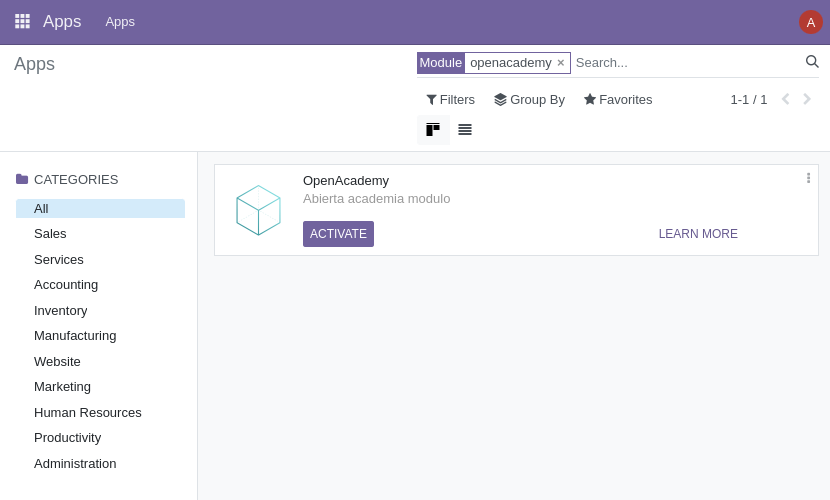 Apps Apps A
Apps
Module openacademy × Search...
Filters Group By Favorites 1-1 / 1
CATEGORIES
All
Sales
Services
Accounting
Inventory
Manufacturing
Website
Marketing
Human Resources
Productivity
Administration
OpenAcademy
Abierta academia modulo
ACTIVATE LEARN MORE